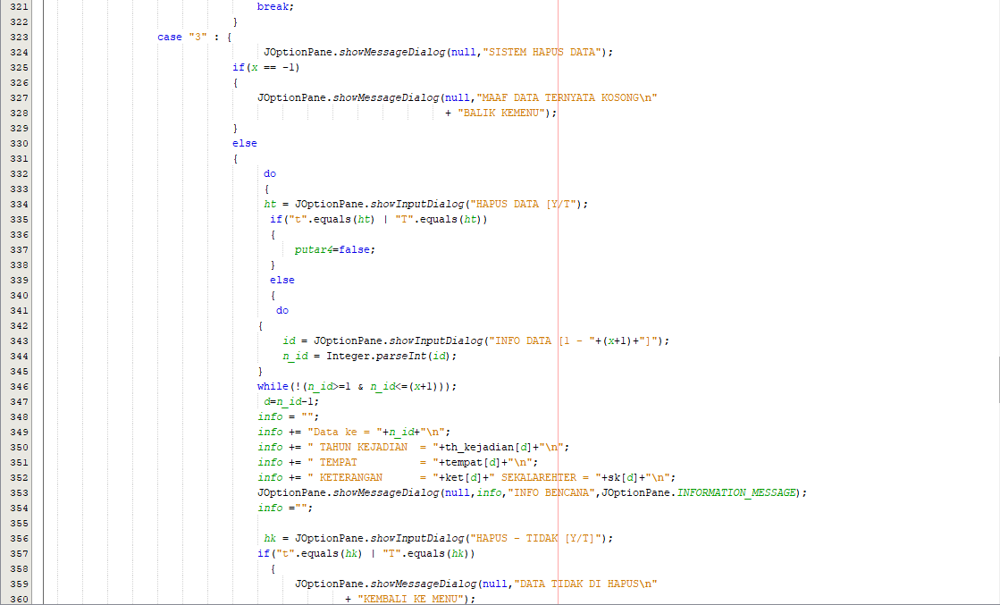 321 break;
322 }
323 case "3" : {
324 JOptionPane.showMessageDialog(null,"SISTEM HAPUS DATA");
325 if(x == -1)
326 {
327 JOptionPane.showMessageDialog(null,"MAAF DATA TERNYATA KOSONG\n"
328 + "BALIK KEMENU");
329 }
330 else
331 {
332 do
333 {
334 ht = JOptionPane.showInputDialog("HAPUS DATA [Y/T");
335 if("t".equals(ht) | "T".equals(ht))
336 {
337 putar4=false;
338 }
339 else
340 {
341 do
342 {
343 id = JOptionPane.showInputDialog("INFO DATA [1 - "+(x+1)+"]");
344 n_id = Integer.parseInt(id);
345 }
346 while(!(n_id>=1 & n_id<=(x+1)));
347 d=n_id-1;
348 info = "";
349 info += "Data ke = "+n_id+"\n";
350 info += " TAHUN KEJADIAN = "+th_kejadian[d]+"\n";
351 info += " TEMPAT = "+tempat[d]+"\n";
352 info += " KETERANGAN = "+ket[d]+" SEKALAREHTER = "+sk[d]+"\n";
353 JOptionPane.showMessageDialog(null,info,"INFO BENCANA",JOptionPane.INFORMATION_MESSAGE);
354 info ="";
355
356 hk = JOptionPane.showInputDialog("HAPUS - TIDAK [Y/T]");
357 if("t".equals(hk) | "T".equals(hk))
358 {
359 JOptionPane.showMessageDialog(null,"DATA TIDAK DI HAPUS\n"
360 + "KEMBALI KE MENU");